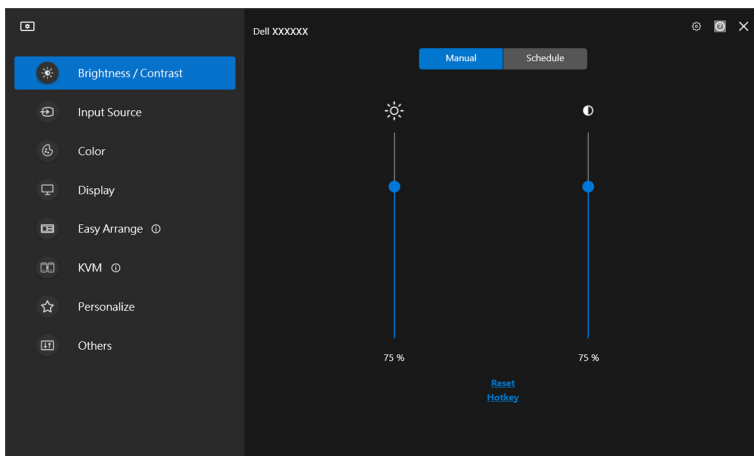 Dell XXXXXX
Manual
Schedule
Brightness / Contrast
Input Source
Color
Display
Easy Arrange
KVM
Personalize
Others
75 %
75 %
Reset
Hotkey